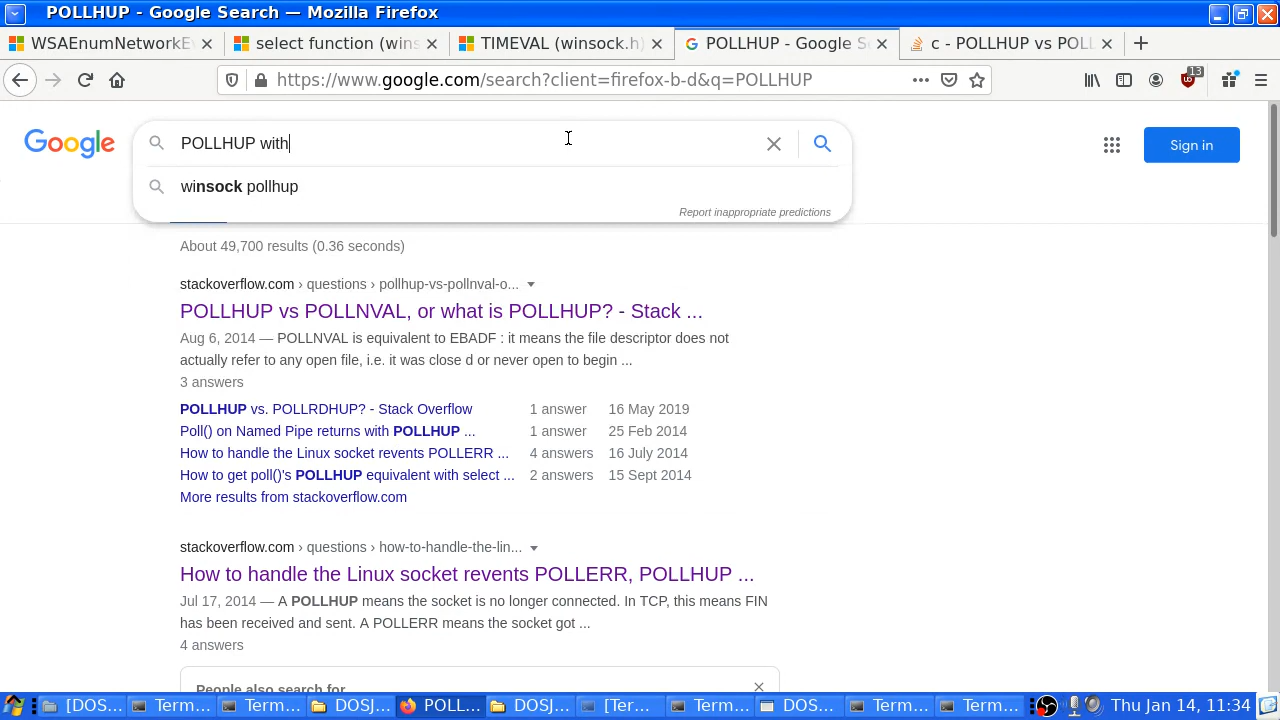 POLLHUP - Google Search — Mozilla Firefox
WSAEnumNetworkEv
select function (wins
TIMEVAL (winsock.h)
POLLHUP - Google Se
c - POLLHUP vs POLL
https://www.google.com/search?client=firefox-b-d&q=POLLHUP
13
Google
POLLHUP with
Sign in
winsock pollhup
Report inappropriate predictions
About 49,700 results (0.36 seconds)
stackoverflow.com › questions › pollhup-vs-pollnval-o...
POLLHUP vs POLLNVAL, or what is POLLHUP? - Stack ...
Aug 6, 2014 — POLLNVAL is equivalent to EBADF : it means the file descriptor does not
actually refer to any open file, i.e. it was close d or never open to begin ...
3 answers
POLLHUP vs. POLLRDHUP? - Stack Overflow 1 answer 16 May 2019
Poll() on Named Pipe returns with POLLHUP ... 1 answer 25 Feb 2014
How to handle the Linux socket revents POLLERR ... 4 answers 16 July 2014
How to get poll()'s POLLHUP equivalent with select ... 2 answers 15 Sept 2014
More results from stackoverflow.com
stackoverflow.com › questions › how-to-handle-the-lin...
How to handle the Linux socket revents POLLERR, POLLHUP ...
Jul 17, 2014 — A POLLHUP means the socket is no longer connected. In TCP, this means FIN
has been received and sent. A POLLERR means the socket got ...
4 answers
People also search for
[DOS... Term... Term... DOSJ... POLL... DOSJ... [Ter... Term... DOS... Term... Term... Thu Jan 14, 11:34